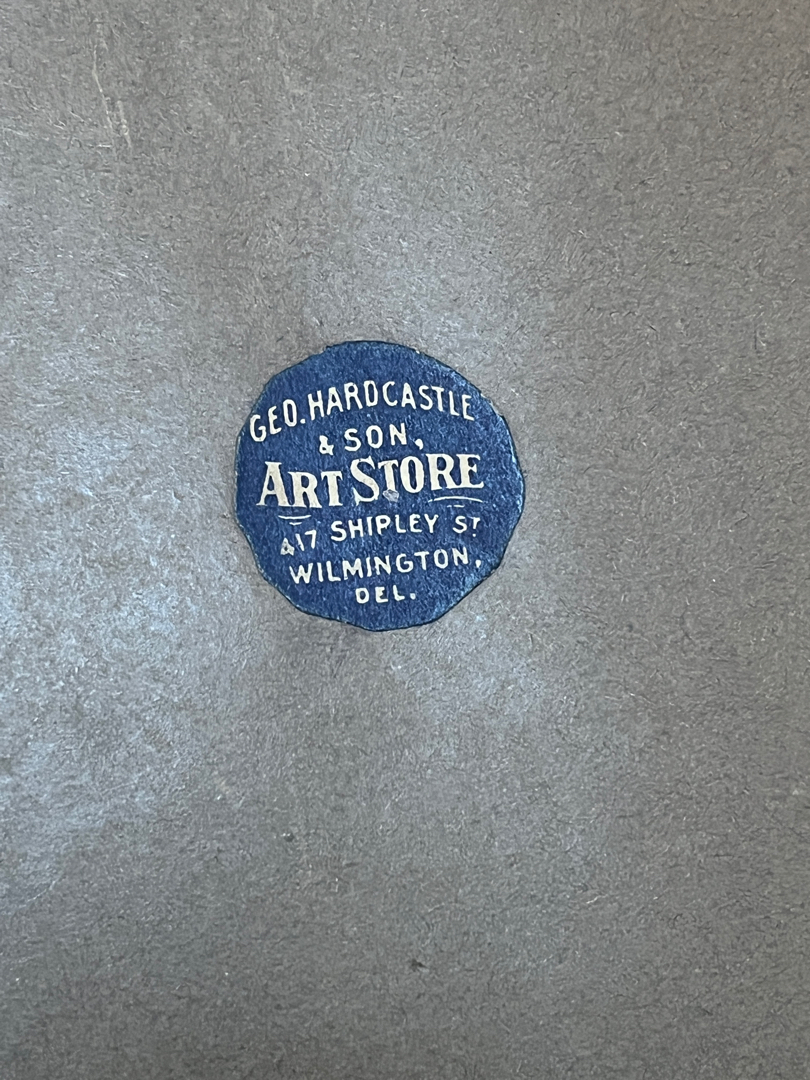 GEO. HARDCASTLE
& SON,
ART STORE
417 SHIPLEY ST.
WILMINGTON,
DEL.